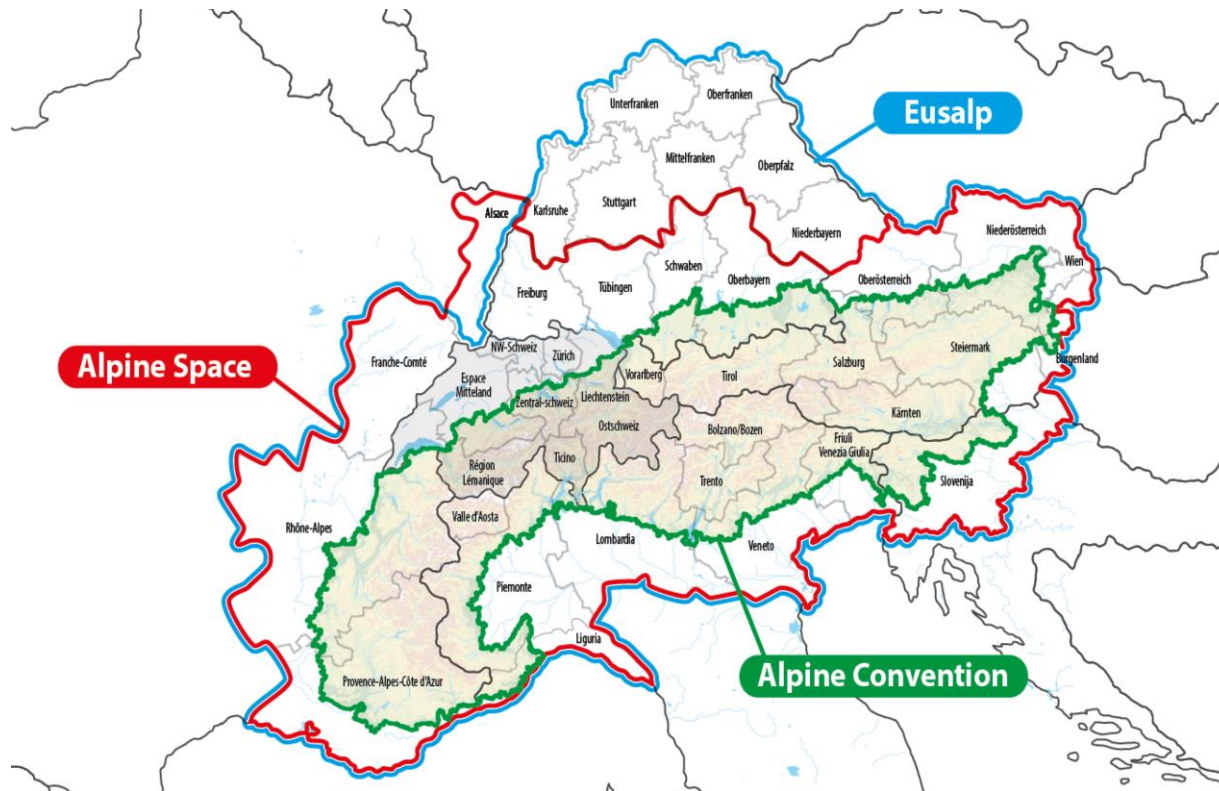 Unterfranken
Oberfranken
Eusalp
Mittelfranken
Oberpfalz
Alsace
Karlsruhe
Stuttgart
Niederbayern
Niederösterreich
Wien
Schwaben
Oberbayern
Oberösterreich
Freiburg
Tübingen
Alpine Space
Franche-Comté
NW-Schweiz
Zürich
Espace
Mitteland
Zentral-schweiz
Liechtenstein
Vorarlberg
Tirol
Salzburg
Steiermark
Burgenland
Ostschweiz
Bolzano/Bozen
Kärnten
Friuli
Venezia Giulia
Région
Lémanique
Ticino
Trento
Slovenija
Valle d'Aosta
Rhône-Alpes
Lombardia
Veneto
Piemonte
Liguria
Alpine Convention
Provence-Alpes-Côte d'Azur